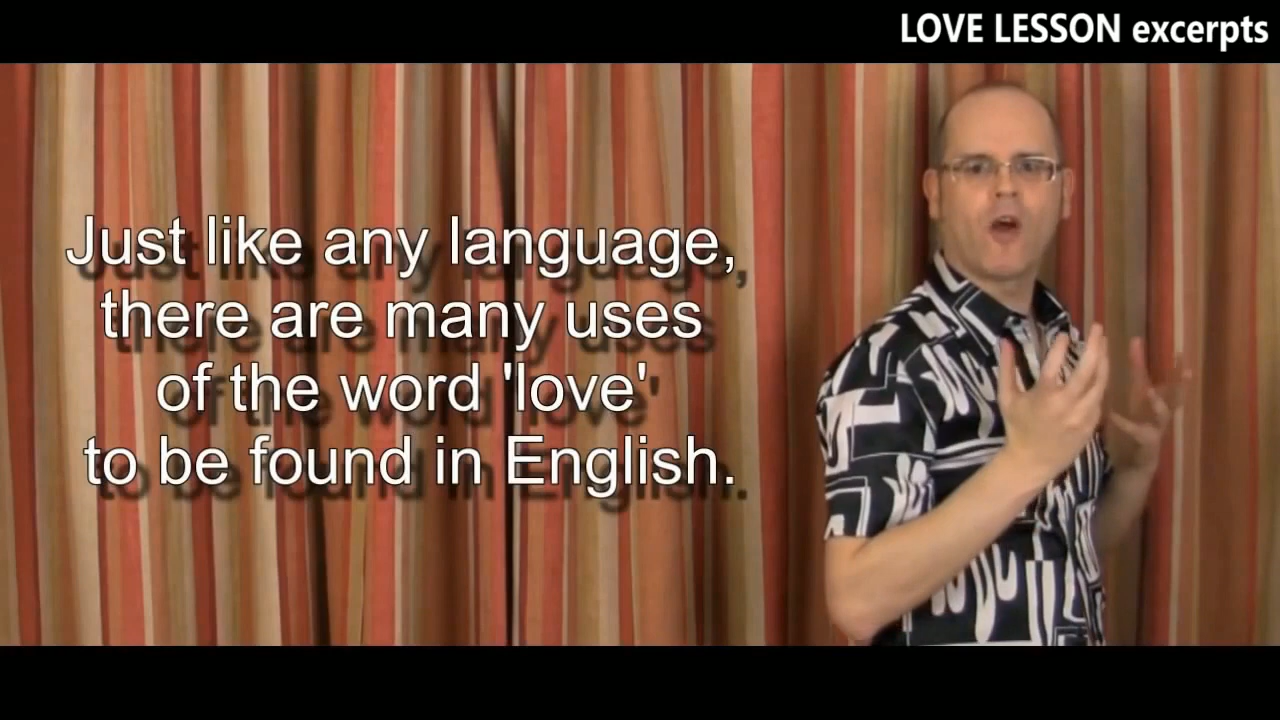 LOVE LESSON excerpts
Just like any language,
there are many uses
of the word 'love'
to be found in English.